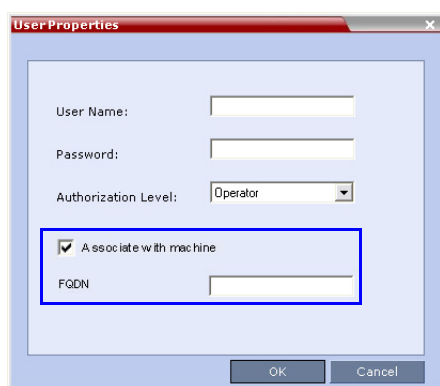 User Properties
User Name:
Password:
Authorization Level: Operator
Associate with machine
FQDN
OK Cancel